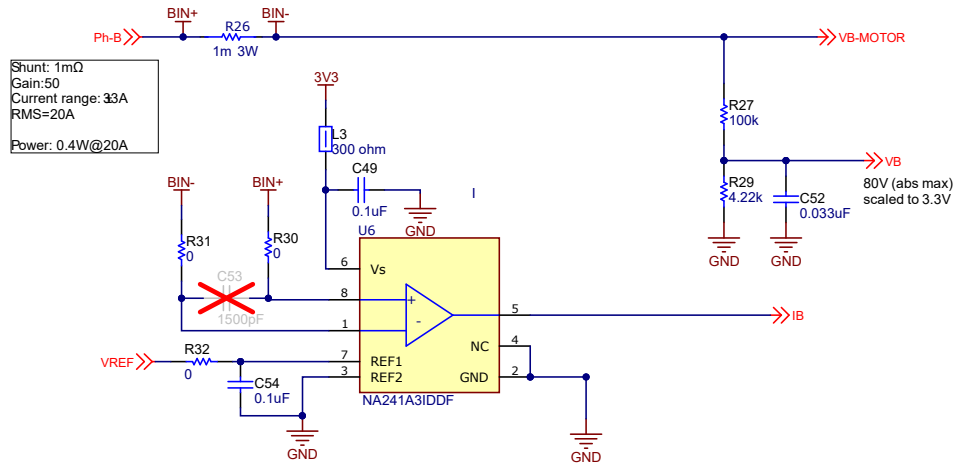 BIN+
BIN-
Ph-B
R26
1m 3W
VB-MOTOR
Shunt: 1mΩ
Gain:50
Current range: ±33A
RMS=20A
Power: 0.4W@20A
3V3
L3
300 ohm
C49
0.1uF
GND
I
R27
100k
VB
R29
4.22k
C52
0.033uF
80V (abs max)
scaled to 3.3V
GND
GND
BIN-
BIN+
R31
0
R30
0
C53
1500pF
U6
6
Vs
8
+
1
-
5
IB
NC
4
VREF
R32
0
7
REF1
3
REF2
GND
2
C54
0.1uF
NA241A3IDDF
GND
GND